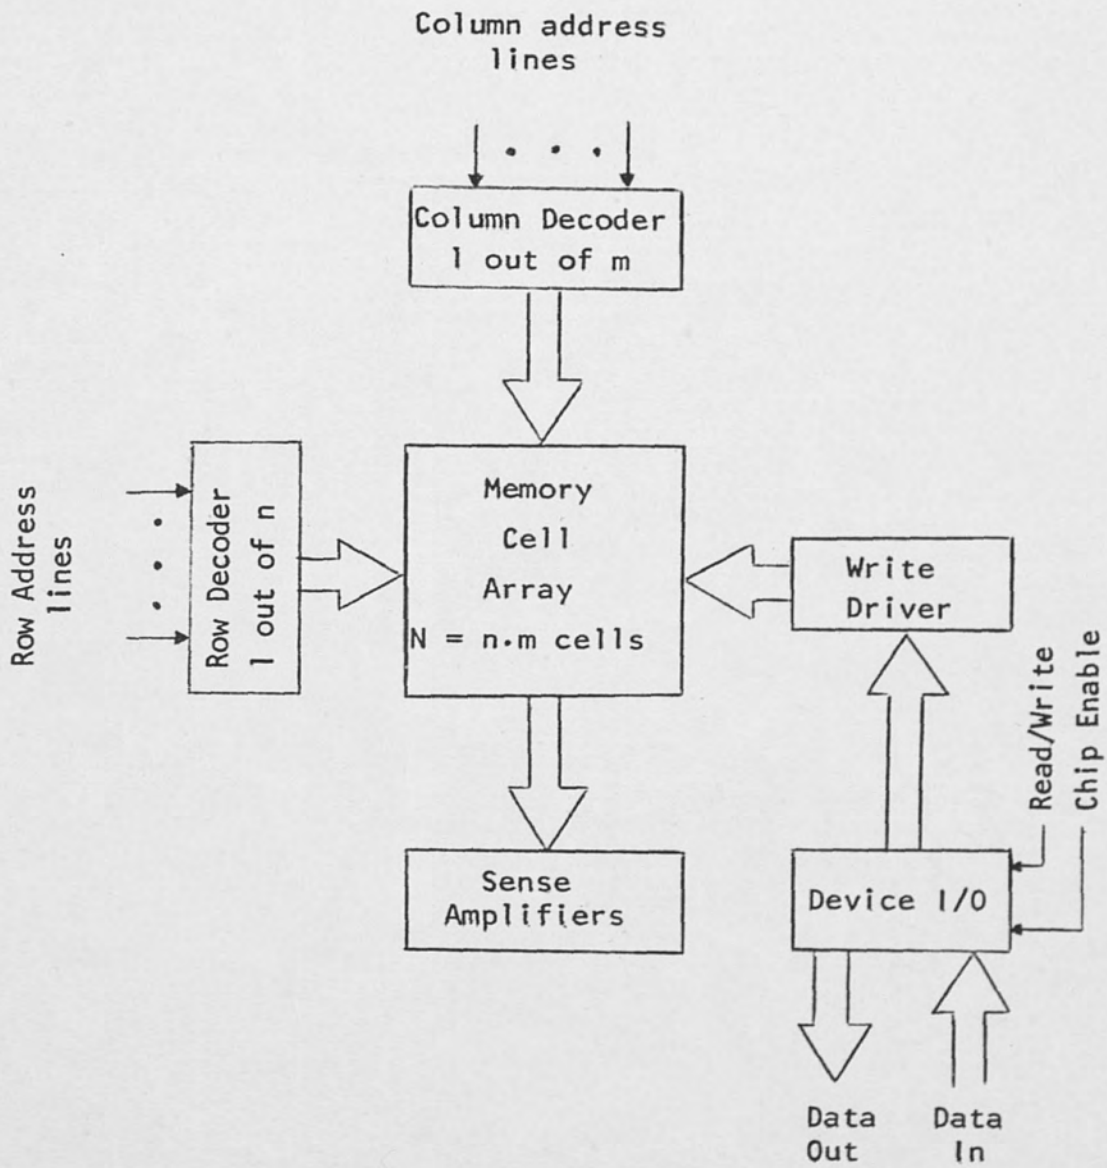 Column address
lines
Column Decoder
1 out of m
Row Address
lines
Row Decoder
1 out of n
Memory
Cell
Array
N = n.m cells
Write
Driver
Read/Write
Chip Enable
Sense
Amplifiers
Device I/O
Data
Out
Data
In